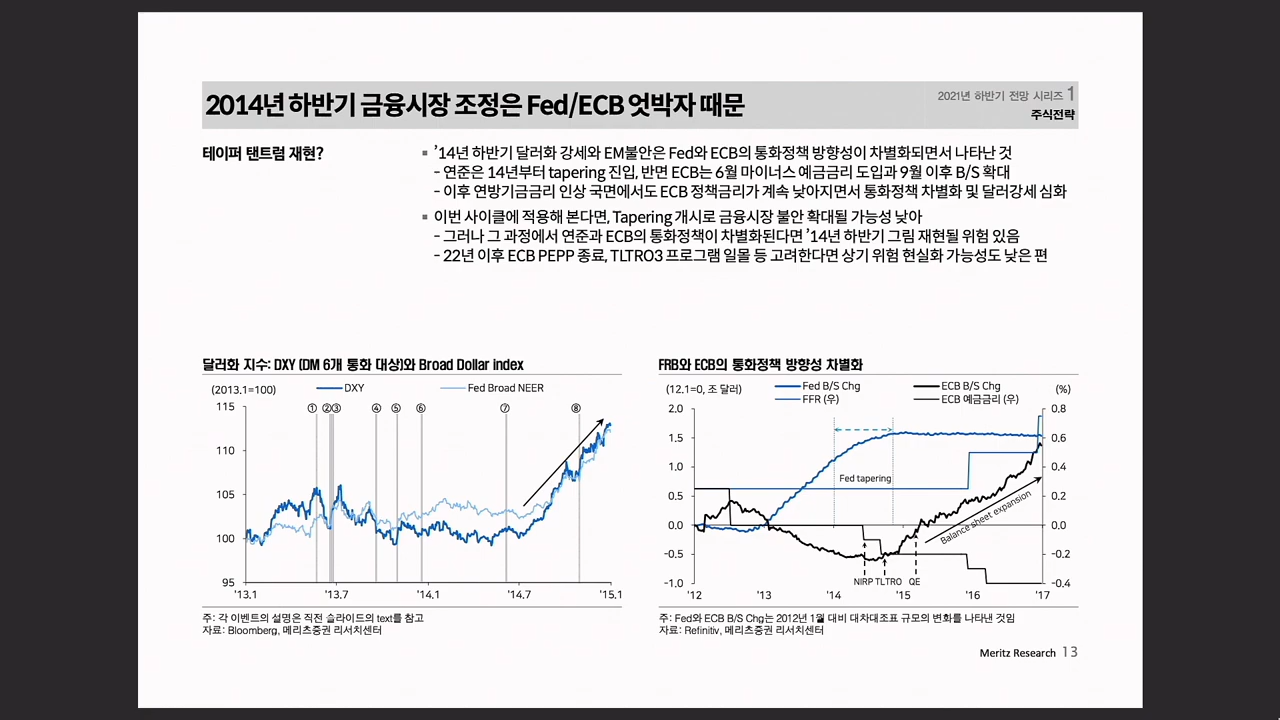 2014년 하반기 금융시장 조정은 Fed/ECB 엇박자 때문
2021년 하반기 전망 시리즈 1
주식전략
테이퍼 탠트럼 재현?
▪ ’14년 하반기 달러화 강세와 EM불안은 Fed와 ECB의 통화정책 방향성이 차별화되면서 나타난 것
- 연준은 14년부터 tapering 진입, 반면 ECB는 6월 마이너스 예금금리 도입과 9월 이후 B/S 확대
- 이후 연방기금금리 인상 국면에서도 ECB 정책금리가 계속 낮아지면서 통화정책 차별화 및 달러강세 심화
▪ 이번 사이클에 적용해 본다면, Tapering 개시로 금융시장 불안 확대될 가능성 낮아
- 그러나 그 과정에서 연준과 ECB의 통화정책이 차별화된다면 ’14년 하반기 그림 재현될 위험 있음
- 22년 이후 ECB PEPP 종료, TLTRO3 프로그램 일몰 등 고려한다면 상기 위험 현실화 가능성도 낮은 편
달러화 지수: DXY (DM 6개 통화 대상)와 Broad Dollar index
(2013.1=100)
DXY
Fed Broad NEER
115
110
105
100
95
① ②③ ④ ⑤ ⑥ ⑦ ⑧
'13.1 '13.7 '14.1 '14.7 '15.1
주: 각 이벤트의 설명은 직전 슬라이드의 text를 참고
자료: Bloomberg, 메리츠증권 리서치센터
FRB와 ECB의 통화정책 방향성 차별화
(12.1=0, 조 달러)
Fed B/S Chg
ECB B/S Chg
(%)
FFR (우)
ECB 예금금리 (우)
2.0
1.5
1.0
0.5
0.0
-0.5
-1.0
0.8
0.6
0.4
0.2
0.0
-0.2
-0.4
Fed tapering
Balance sheet expansion
NIRP TLTRO QE
'12 '13 '14 '15 '16 '17
주: Fed와 ECB B/S Chg는 2012년 1월 대비 대차대조표 규모의 변화를 나타낸 것임
자료: Refinitiv, 메리츠증권 리서치센터
Meritz Research 13